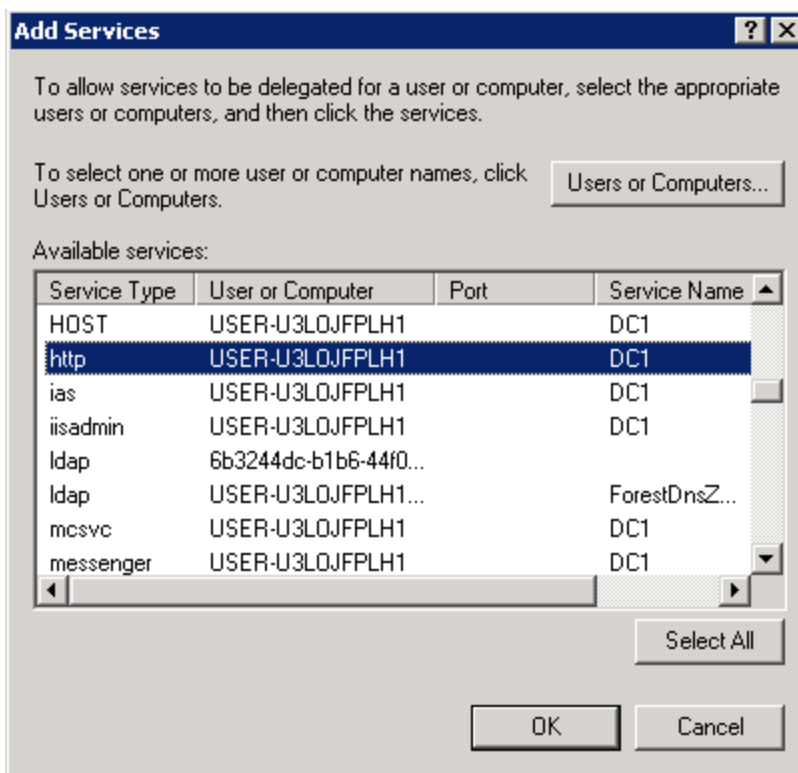 Add Services
To allow services to be delegated for a user or computer, select the appropriate
users or computers, and then click the services.
To select one or more user or computer names, click
Users or Computers.
Users or Computers...
Available services:
Service Type User or Computer Port Service Name
HOST USER-U3LOJFPLH1 DC1
http USER-U3LOJFPLH1 DC1
ias USER-U3LOJFPLH1 DC1
iisadmin USER-U3LOJFPLH1 DC1
ldap 6b3244dc-b1b6-44f0...
ldap USER-U3LOJFPLH1... ForestDnsZ...
mcsvc USER-U3LOJFPLH1 DC1
messenger USER-U3LOJFPLH1 DC1
Select All
OK Cancel